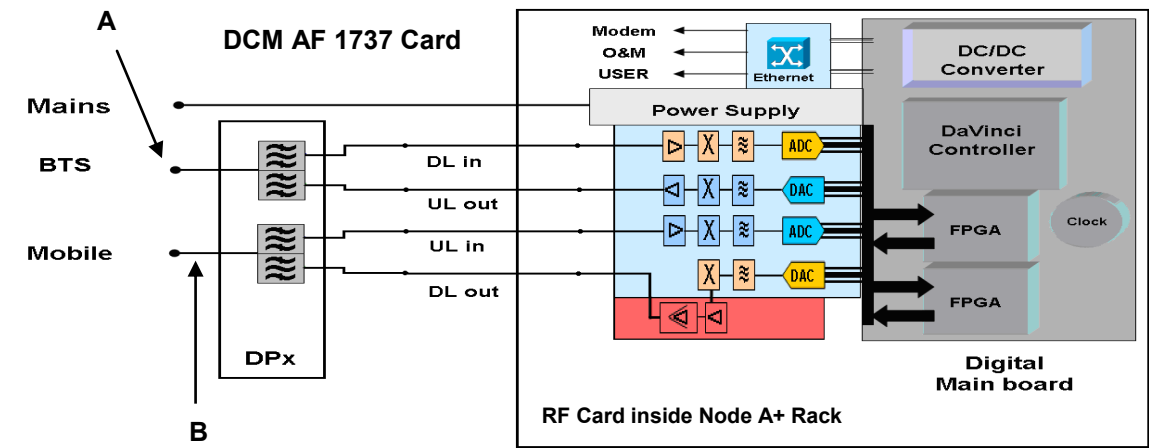 A
DCM AF 1737 Card
Modem
O&M
USER
Ethernet
DC/DC
Converter
Mains
Power Supply
DaVinci
Controller
BTS
DL in
ADC
UL out
DAC
FPGA
Clock
Mobile
UL in
ADC
DL out
DAC
FPGA
DPx
Digital
Main board
B
RF Card inside Node A+ Rack